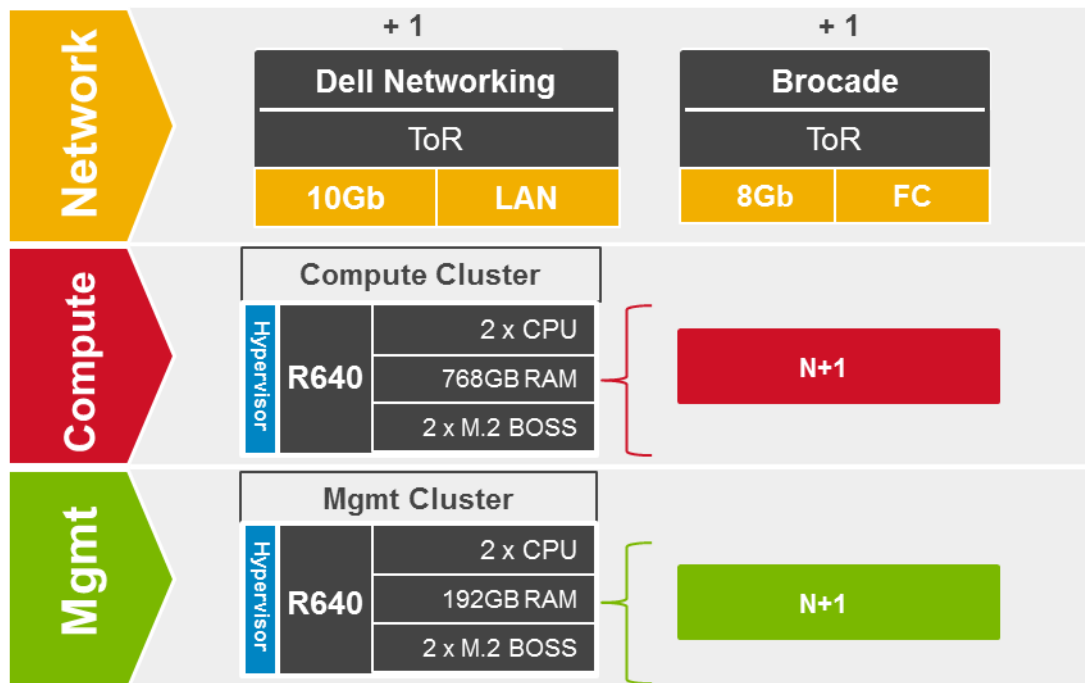 Network
+ 1
Dell Networking
ToR
10Gb
LAN
+ 1
Brocade
ToR
8Gb
FC
Compute
Compute Cluster
Hypervisor
R640
2 x CPU
768GB RAM
2 x M.2 BOSS
N+1
Mgmt
Mgmt Cluster
Hypervisor
R640
2 x CPU
192GB RAM
2 x M.2 BOSS
N+1